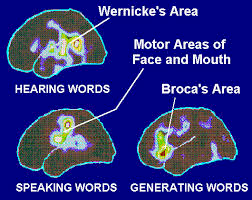 Wernicke's Area
Motor Areas of
Face and Mouth
Broca's Area
HEARING WORDS
SPEAKING WORDS
GENERATING WORDS